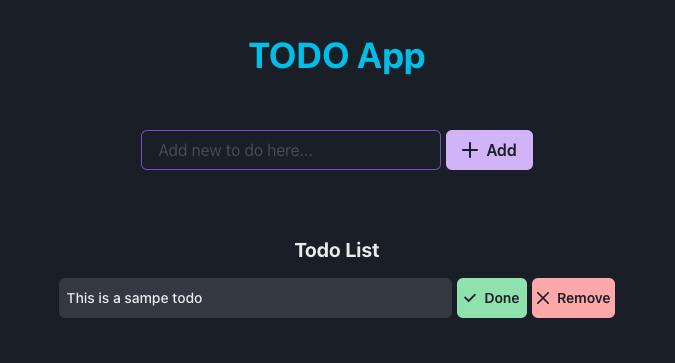 TODO App
Add new to do here...
Add
Todo List
This is a sampe todo
Done
Remove